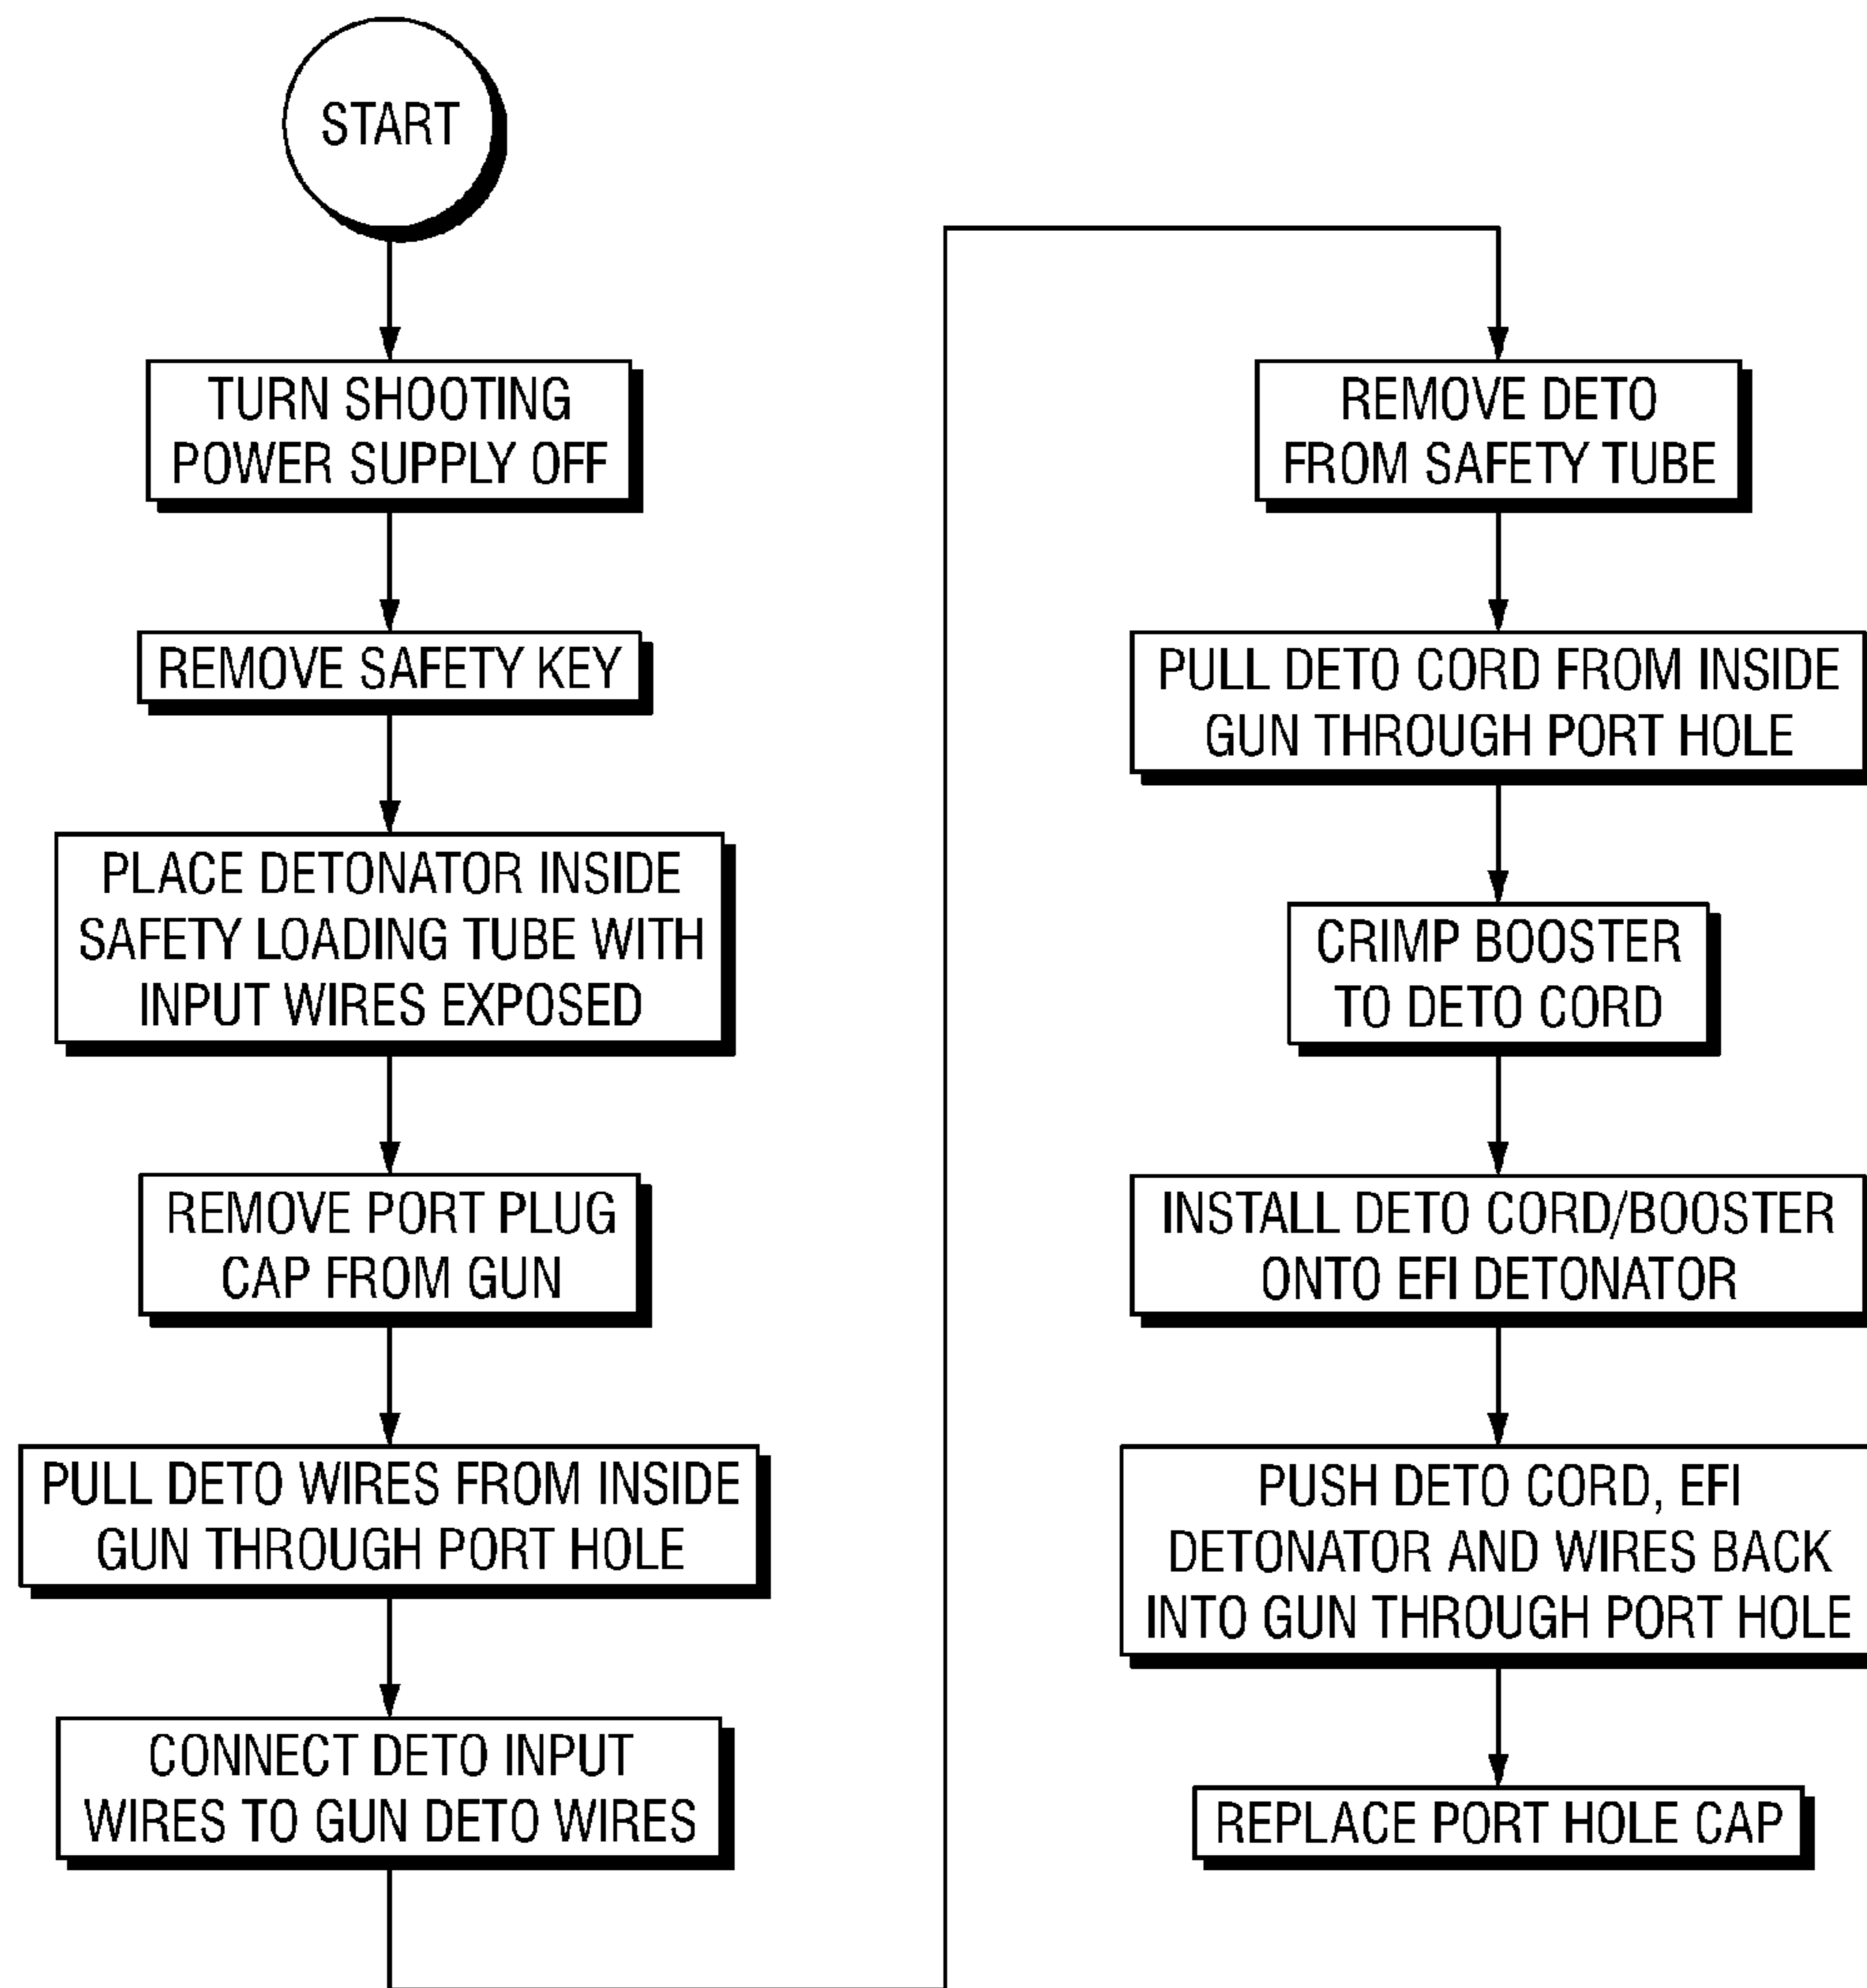 START
TURN SHOOTING
POWER SUPPLY OFF
REMOVE SAFETY KEY
PLACE DETONATOR INSIDE
SAFETY LOADING TUBE WITH
INPUT WIRES EXPOSED
REMOVE PORT PLUG
CAP FROM GUN
PULL DETO WIRES FROM INSIDE
GUN THROUGH PORT HOLE
CONNECT DETO INPUT
WIRES TO GUN DETO WIRES
REMOVE DETO
FROM SAFETY TUBE
PULL DETO CORD FROM INSIDE
GUN THROUGH PORT HOLE
CRIMP BOOSTER
TO DETO CORD
INSTALL DETO CORD/BOOSTER
ONTO EFI DETONATOR
PUSH DETO CORD, EFI
DETONATOR AND WIRES BACK
INTO GUN THROUGH PORT HOLE
REPLACE PORT HOLE CAP